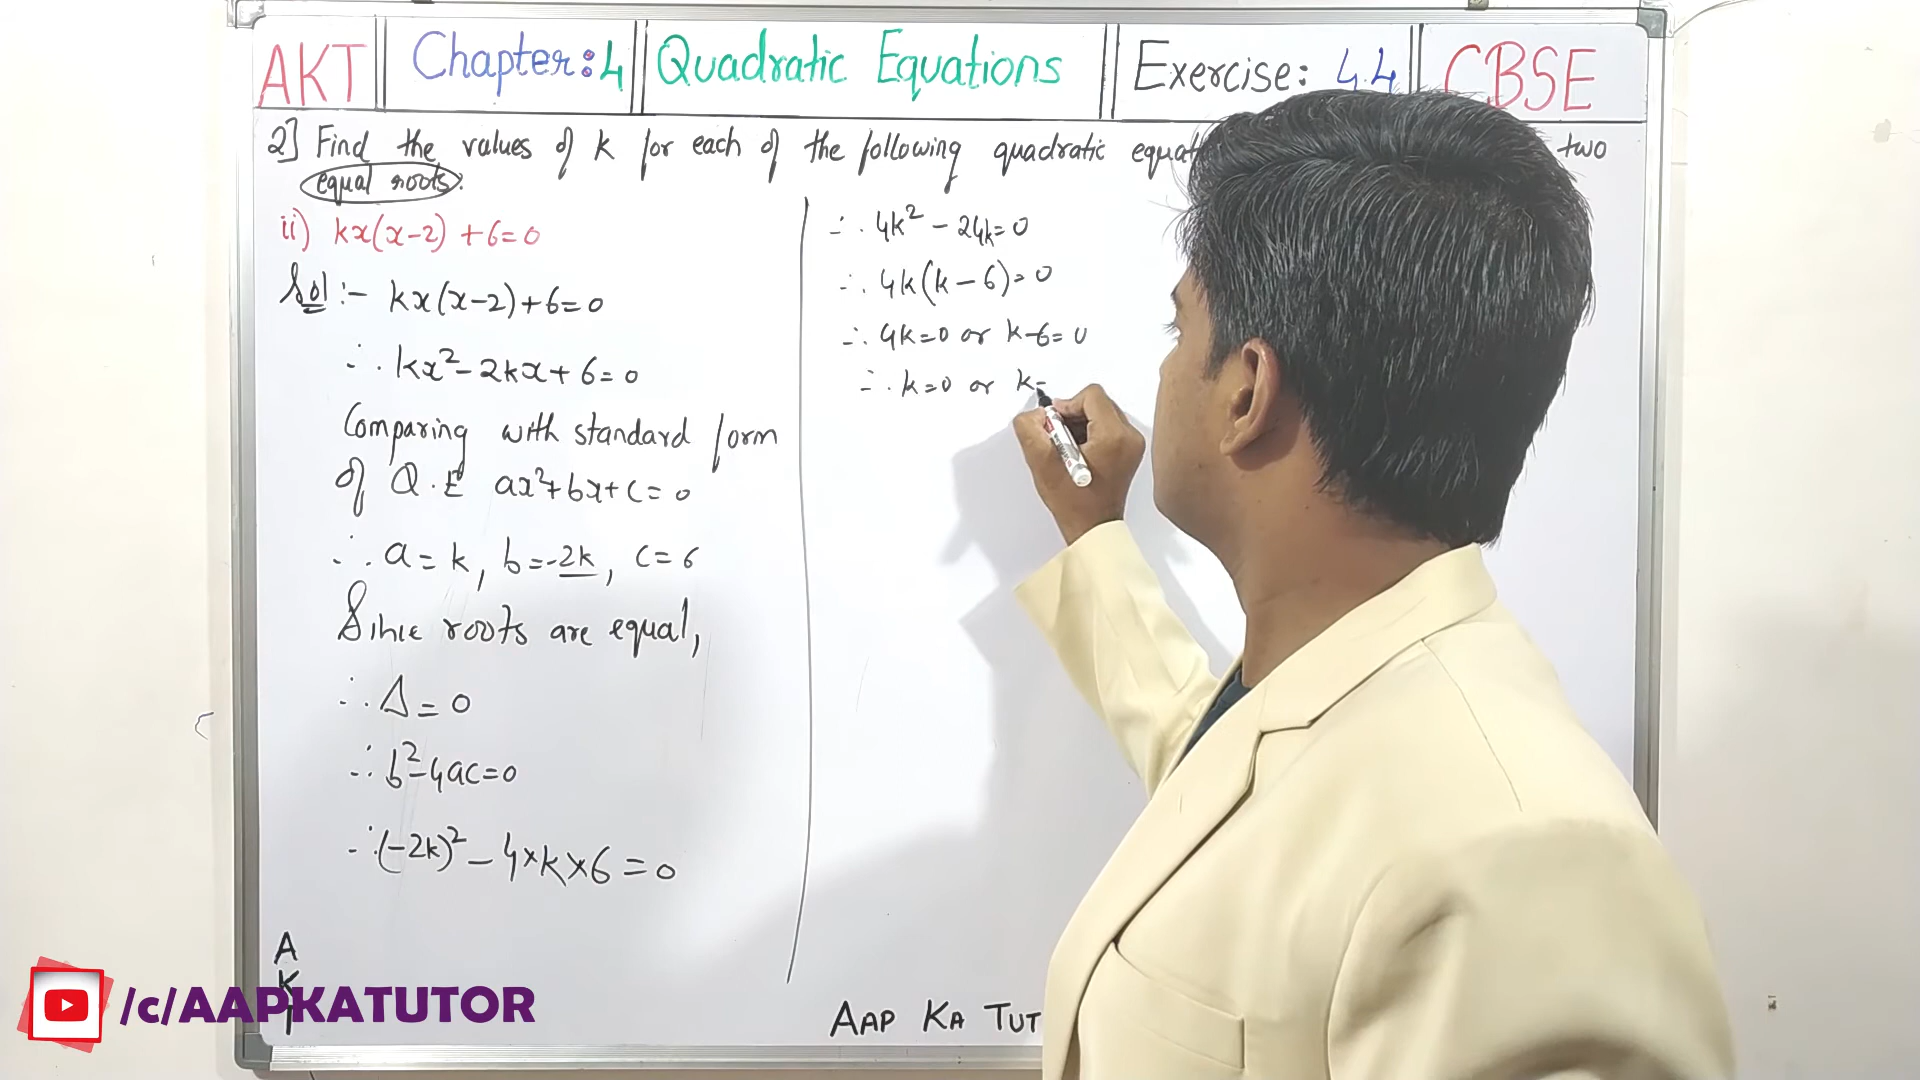 AKT Chapter:4 Quadratic Equations Exercise: 4.4 CBSE
2] Find the values of k for each of the following quadratic equat two
equal roots.
ii) kx(x-2) +6=0
Sol :- kx(x-2)+6=0
∴ kx²-2kx+6=0
Comparing with standard form
of Q.E ax²+bx+c=0
∴ a=k, b=-2k, c=6
Since roots are equal,
∴ Δ=0
∴ b²-4ac=0
∴ (-2k)²-4×k×6=0
∴ 4k²-24k=0
∴ 4k(k-6)=0
∴ 4k=0 or k-6=0
∴ k=0 or k=
A
K
T
/c/AAPKATUTOR
AAP KA TUT